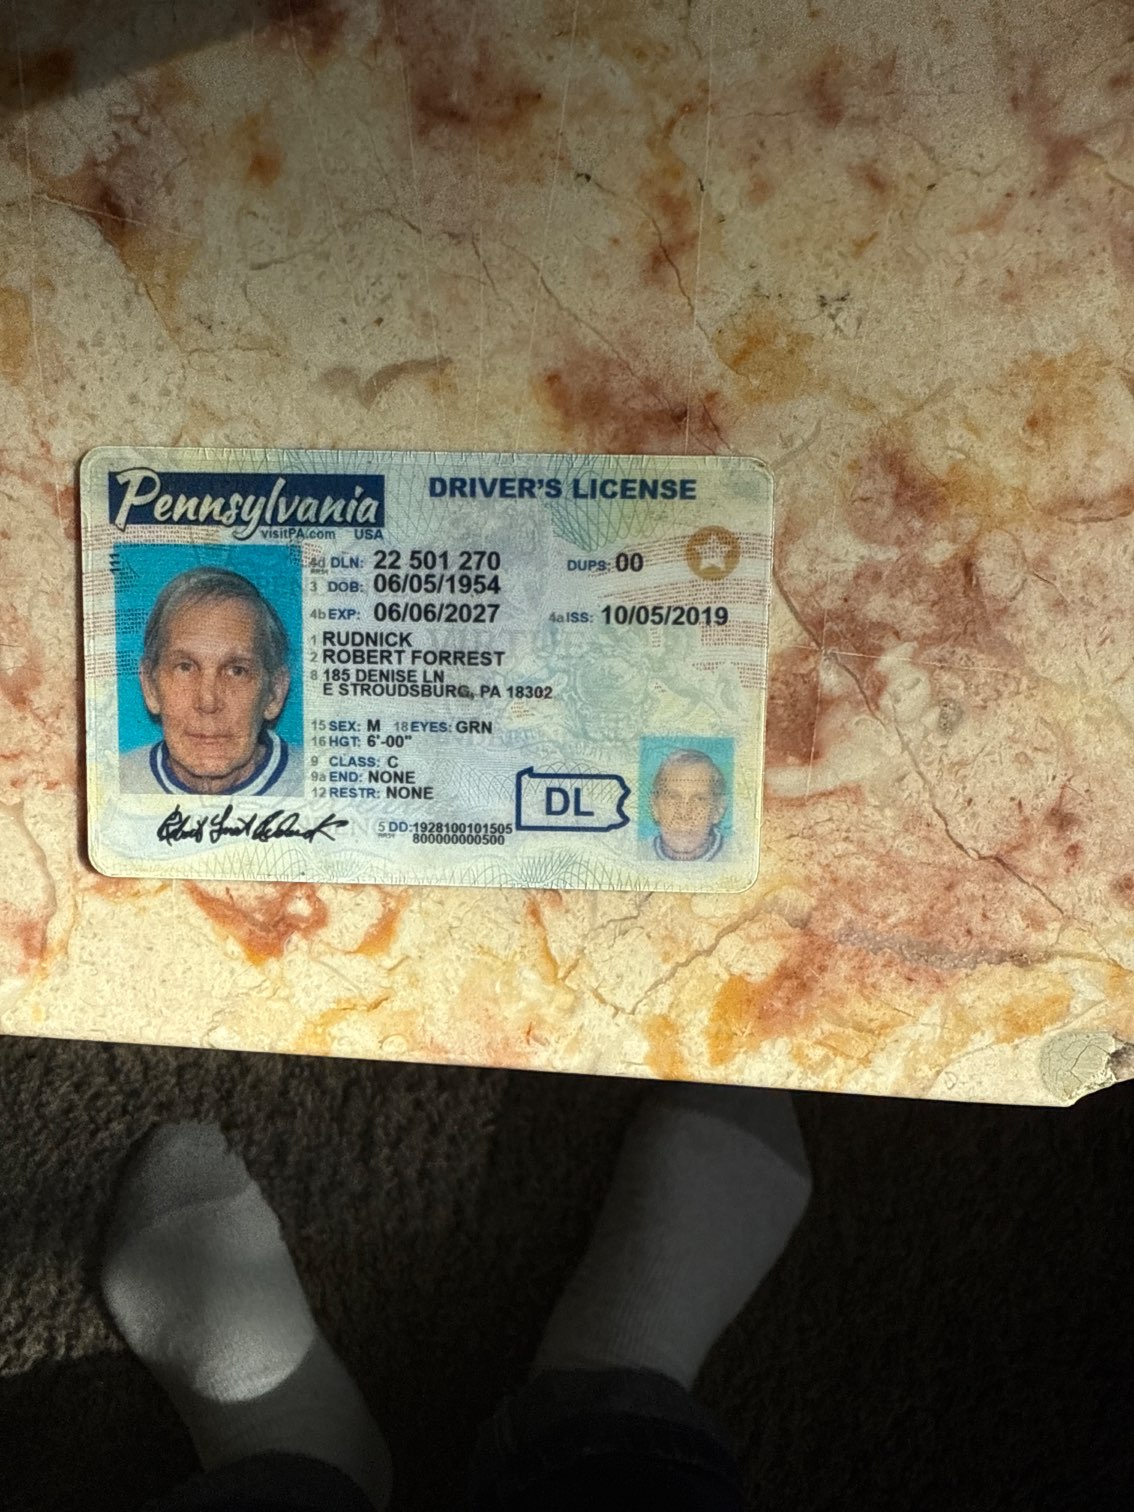 Pennsylvania
visitPA.com USA
DRIVER'S LICENSE
4d DLN: 22 501 270 DUPS: 00
3 DOB: 06/05/1954
4b EXP: 06/06/2027 4a ISS: 10/05/2019
1 RUDNICK
2 ROBERT FORREST
8 185 DENISE LN
E STROUDSBURG, PA 18302
15 SEX: M 18 EYES: GRN
16 HGT: 6'-00"
9 CLASS: C
9a END: NONE
12 RESTR: NONE
DL
5 DD: 1928100101505
800000000500